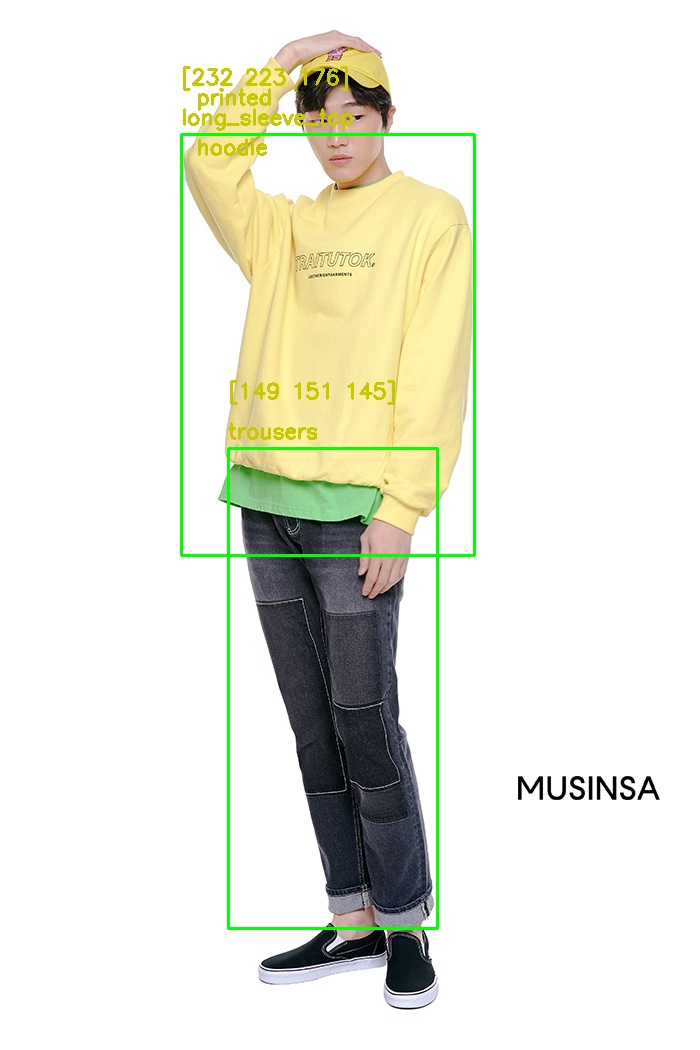 [232 223 176]
printed
long_sleeve_top
hoodie
TRAITUTOK.
[149 151 145]
trousers
MUSINSA